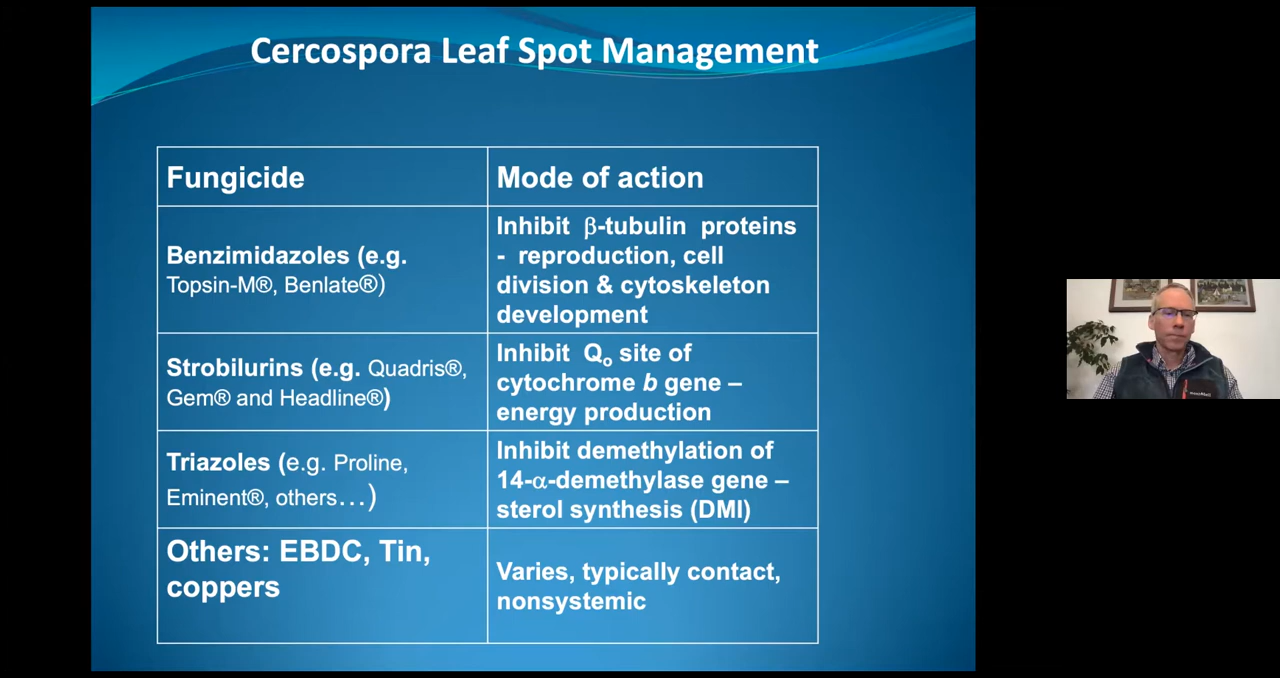 Cercospora Leaf Spot Management
Fungicide
Mode of action
Benzimidazoles (e.g.
Topsin-M®, Benlate®)
Inhibit β-tubulin proteins
- reproduction, cell
division & cytoskeleton
development
Strobilurins (e.g. Quadris®,
Gem® and Headline®)
Inhibit Qo site of
cytochrome b gene –
energy production
Triazoles (e.g. Proline,
Eminent®, others…)
Inhibit demethylation of
14-α-demethylase gene –
sterol synthesis (DMI)
Others: EBDC, Tin,
coppers
Varies, typically contact,
nonsystemic